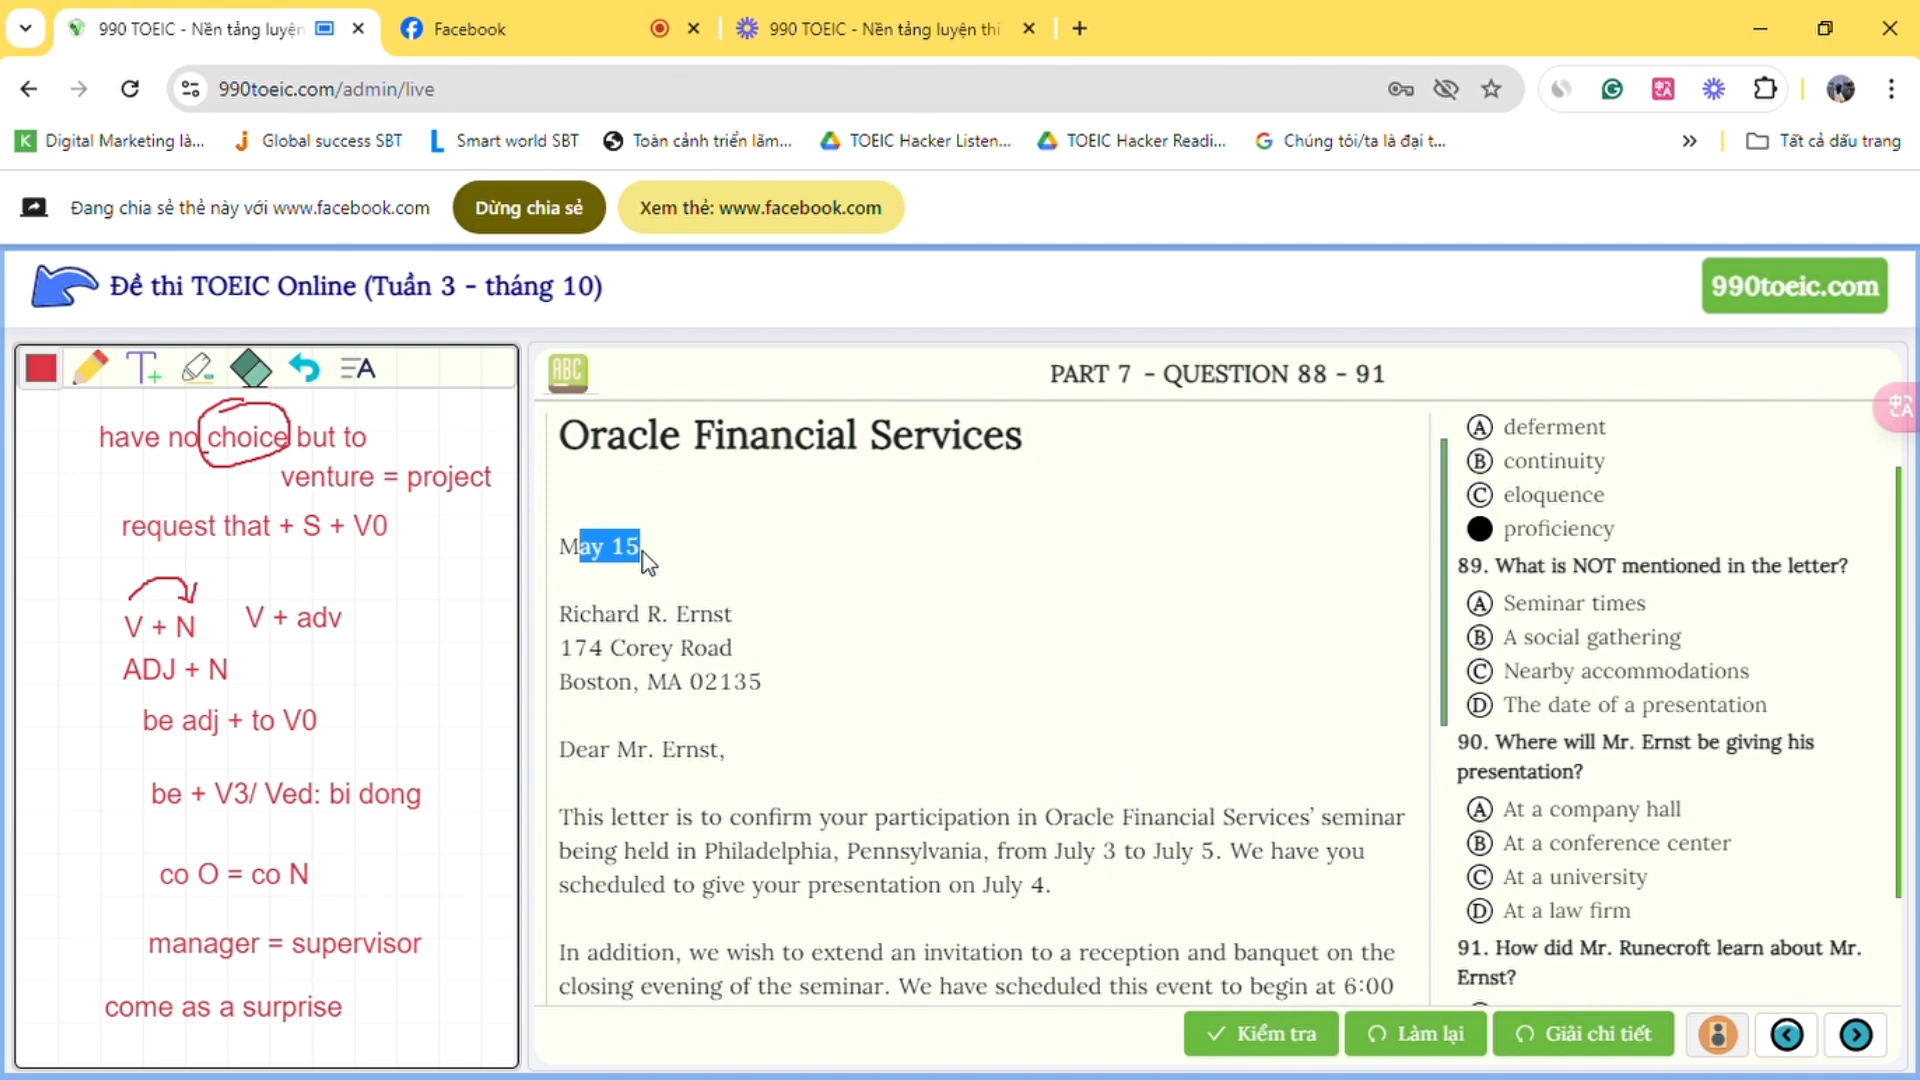 990 TOEIC - Nền tảng luyện
Facebook
990 TOEIC - Nền tảng luyện thi
990toeic.com/admin/live
Digital Marketing là...
Global success SBT
Smart world SBT
Toàn cảnh triển lãm...
TOEIC Hacker Listen...
TOEIC Hacker Readi...
Chúng tôi/ta là đại t...
Tất cả dấu trang
Đang chia sẻ thẻ này với www.facebook.com
Dừng chia sẻ
Xem thẻ: www.facebook.com
Đề thi TOEIC Online (Tuần 3 - tháng 10)
990toeic.com
have no choice but to
venture = project
request that + S + V0
V + N
V + adv
ADJ + N
be adj + to V0
be + V3/ Ved: bi dong
co O = co N
manager = supervisor
come as a surprise
ABC
PART 7 - QUESTION 88 - 91
Oracle Financial Services
May 15
Richard R. Ernst
174 Corey Road
Boston, MA 02135
Dear Mr. Ernst,
This letter is to confirm your participation in Oracle Financial Services' seminar
being held in Philadelphia, Pennsylvania, from July 3 to July 5. We have you
scheduled to give your presentation on July 4.
In addition, we wish to extend an invitation to a reception and banquet on the
closing evening of the seminar. We have scheduled this event to begin at 6:00
A deferment
B continuity
C eloquence
proficiency
89. What is NOT mentioned in the letter?
A Seminar times
B A social gathering
C Nearby accommodations
D The date of a presentation
90. Where will Mr. Ernst be giving his
presentation?
A At a company hall
B At a conference center
C At a university
D At a law firm
91. How did Mr. Runecroft learn about Mr.
Ernst?
Kiểm tra
Làm lại
Giải chi tiết